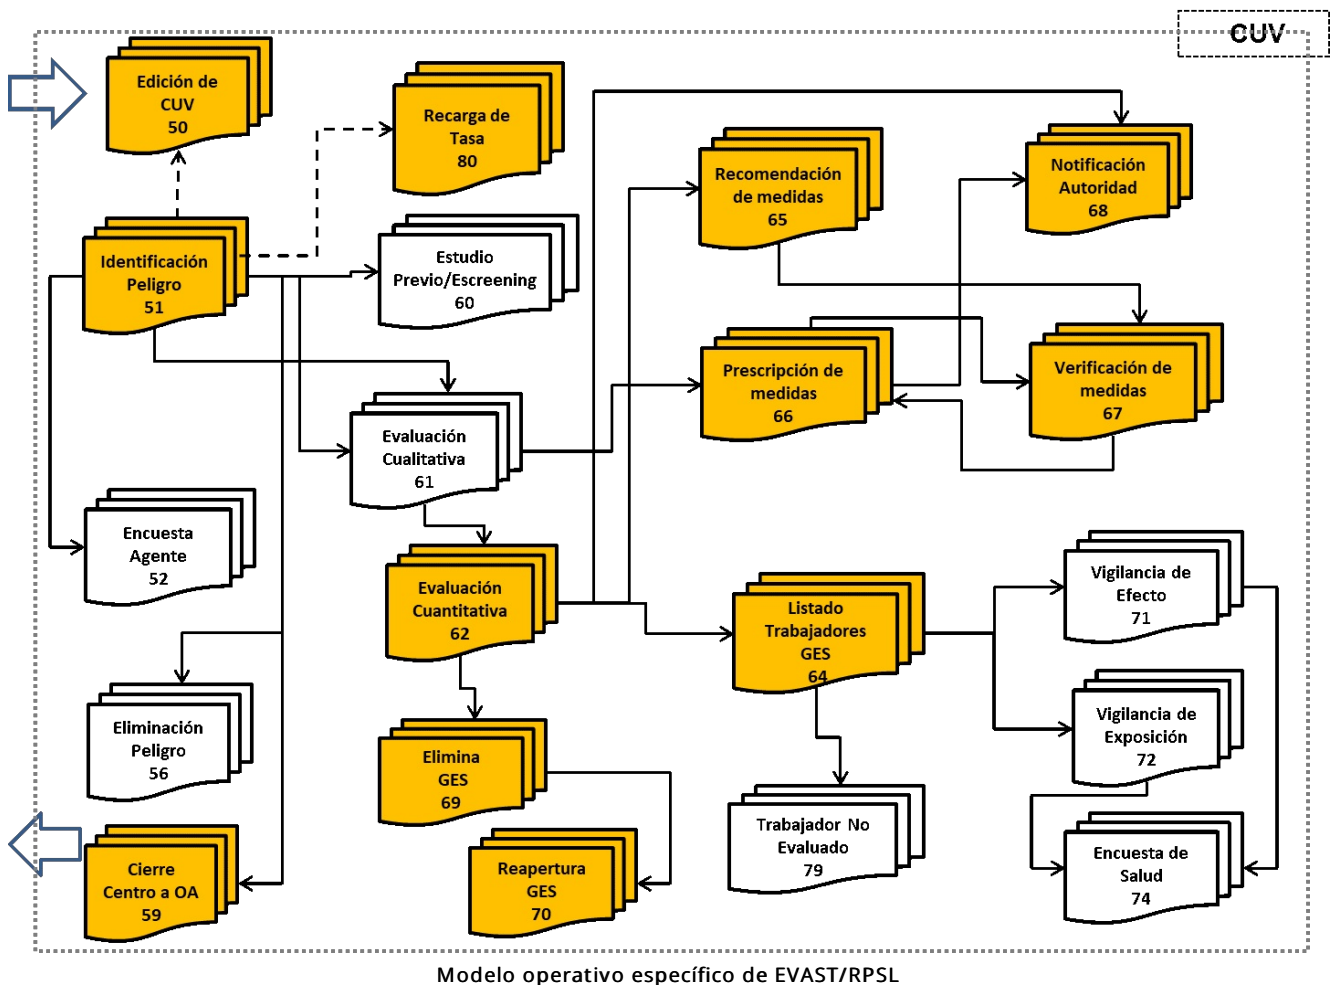 CUV
Edición de
CUV
50
Recarga de
Tasa
80
Recomendación
de medidas
65
Notificación
Autoridad
68
Identificación
Peligro
51
Estudio
Previo/Escreening
60
Prescripción de
medidas
66
Verificación de
medidas
67
Evaluación
Cualitativa
61
Encuesta
Agente
52
Evaluación
Cuantitativa
62
Listado
Trabajadores
GES
64
Vigilancia de
Efecto
71
Eliminación
Peligro
56
Elimina
GES
69
Vigilancia de
Exposición
72
Trabajador No
Evaluado
79
Cierre
Centro a OA
59
Reapertura
GES
70
Encuesta de
Salud
74
Modelo operativo específico de EVAST/RPSL